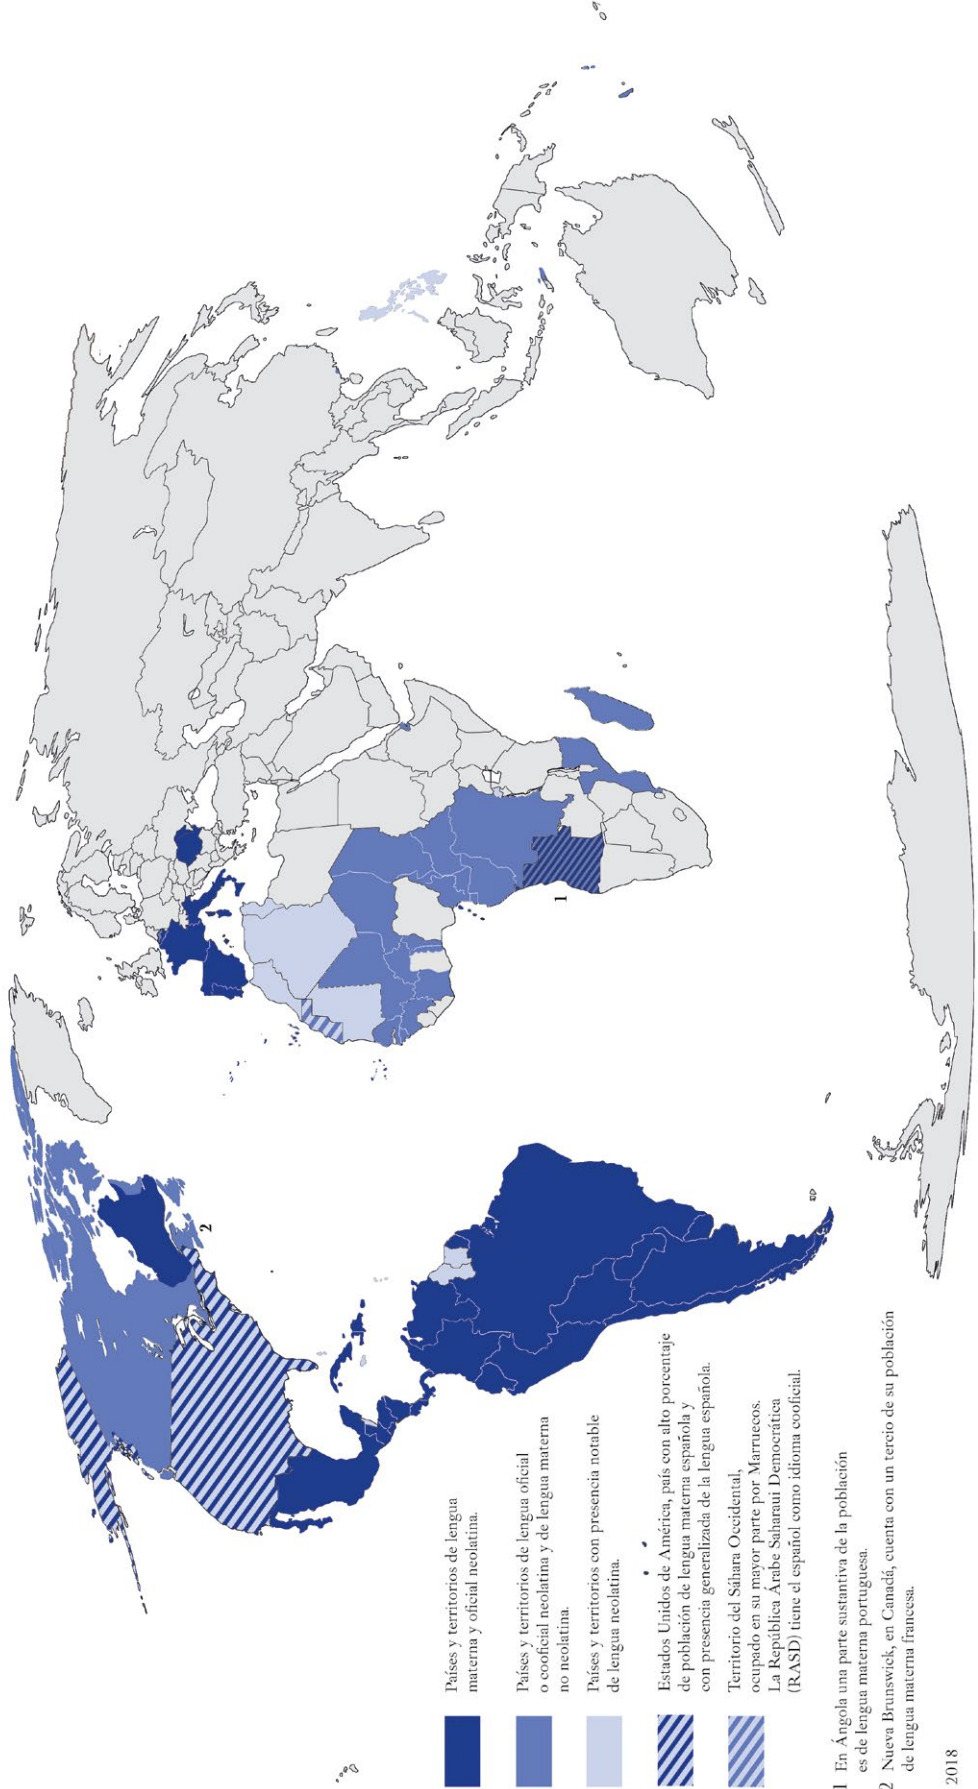 Países y territorios de lengua
materna y oficial neolatina.
Países y territorios de lengua oficial
o cooficial neolatina y de lengua materna
no neolatina.
Países y territorios con presencia notable
de lengua neolatina.
Estados Unidos de América, país con alto porcentaje
de población de lengua materna española y
con presencia generalizada de la lengua española.
Territorio del Sáhara Occidental,
ocupado en su mayor parte por Marruecos.
La República Árabe Saharaui Democrática
(RASD) tiene el español como idioma cooficial.
1 En Ángola una parte sustantiva de la población
es de lengua materna portuguesa.
2 Nueva Brunswick, en Canadá, cuenta con un tercio de su población
de lengua materna francesa.
2018
1
2